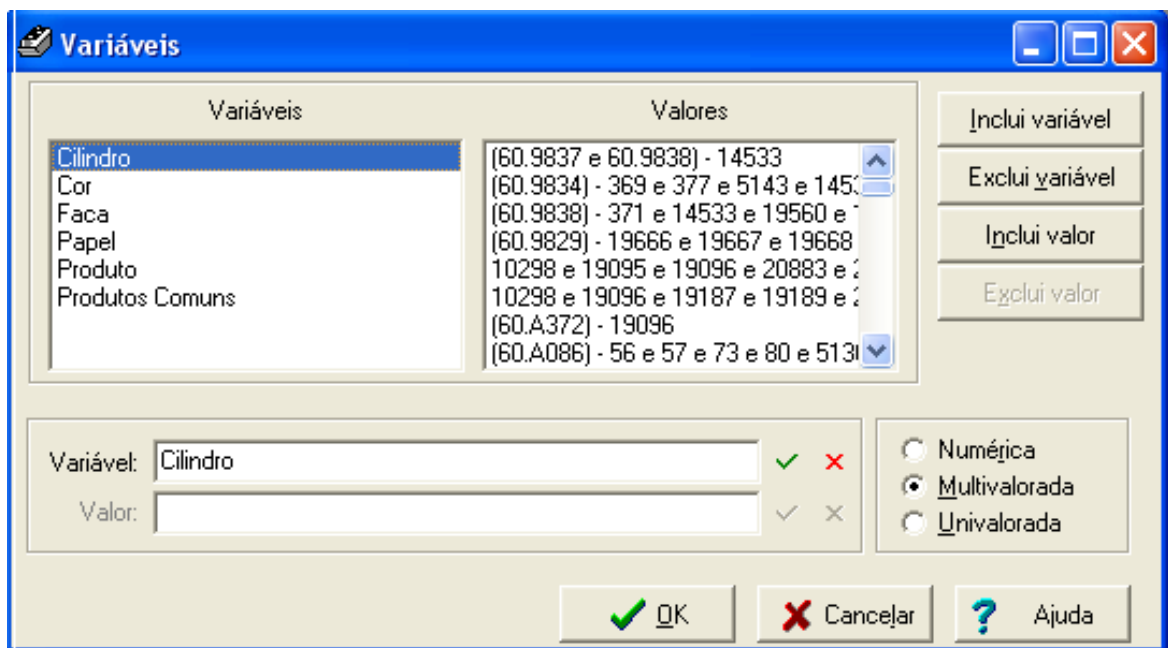 Variáveis
Variáveis
Valores
Cilindro
Cor
Faca
Papel
Produto
Produtos Comuns
(60.9837 e 60.9838) - 14533
(60.9834) - 369 e 377 e 5143 e 145
(60.9838) - 371 e 14533 e 19560 e
(60.9829) - 19666 e 19667 e 19668
10298 e 19095 e 19096 e 20883 e
10298 e 19096 e 19187 e 19189 e
(60.A372) - 19096
(60.A086) - 56 e 57 e 73 e 80 e 513
Inclui variável
Exclui variável
Inclui valor
Exclui valor
Variável: Cilindro
Valor:
Numérica
Multivalorada
Univalorada
OK
Cancelar
? Ajuda